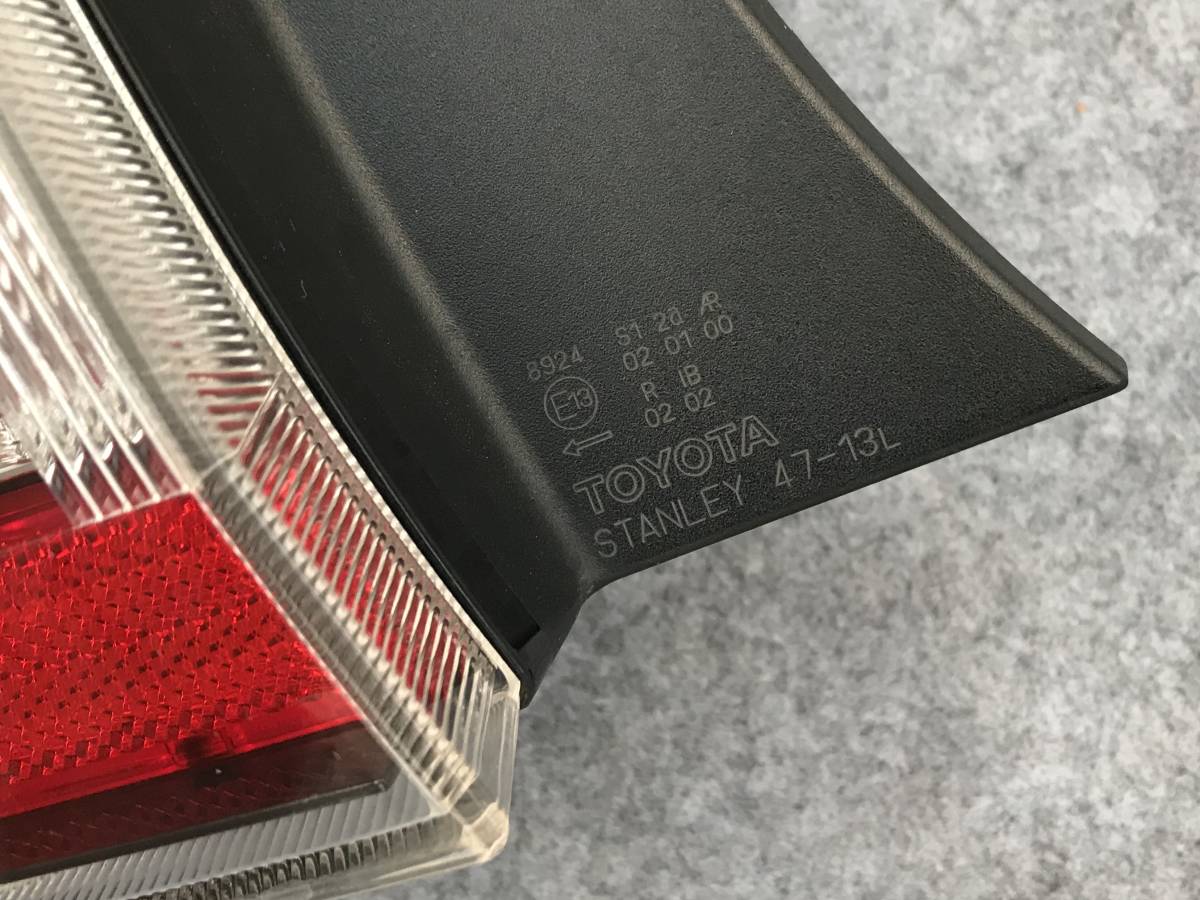 8924 S1 2a AR
E13 02 01 00
R IB
← 02 02
TOYOTA
STANLEY 47-13L